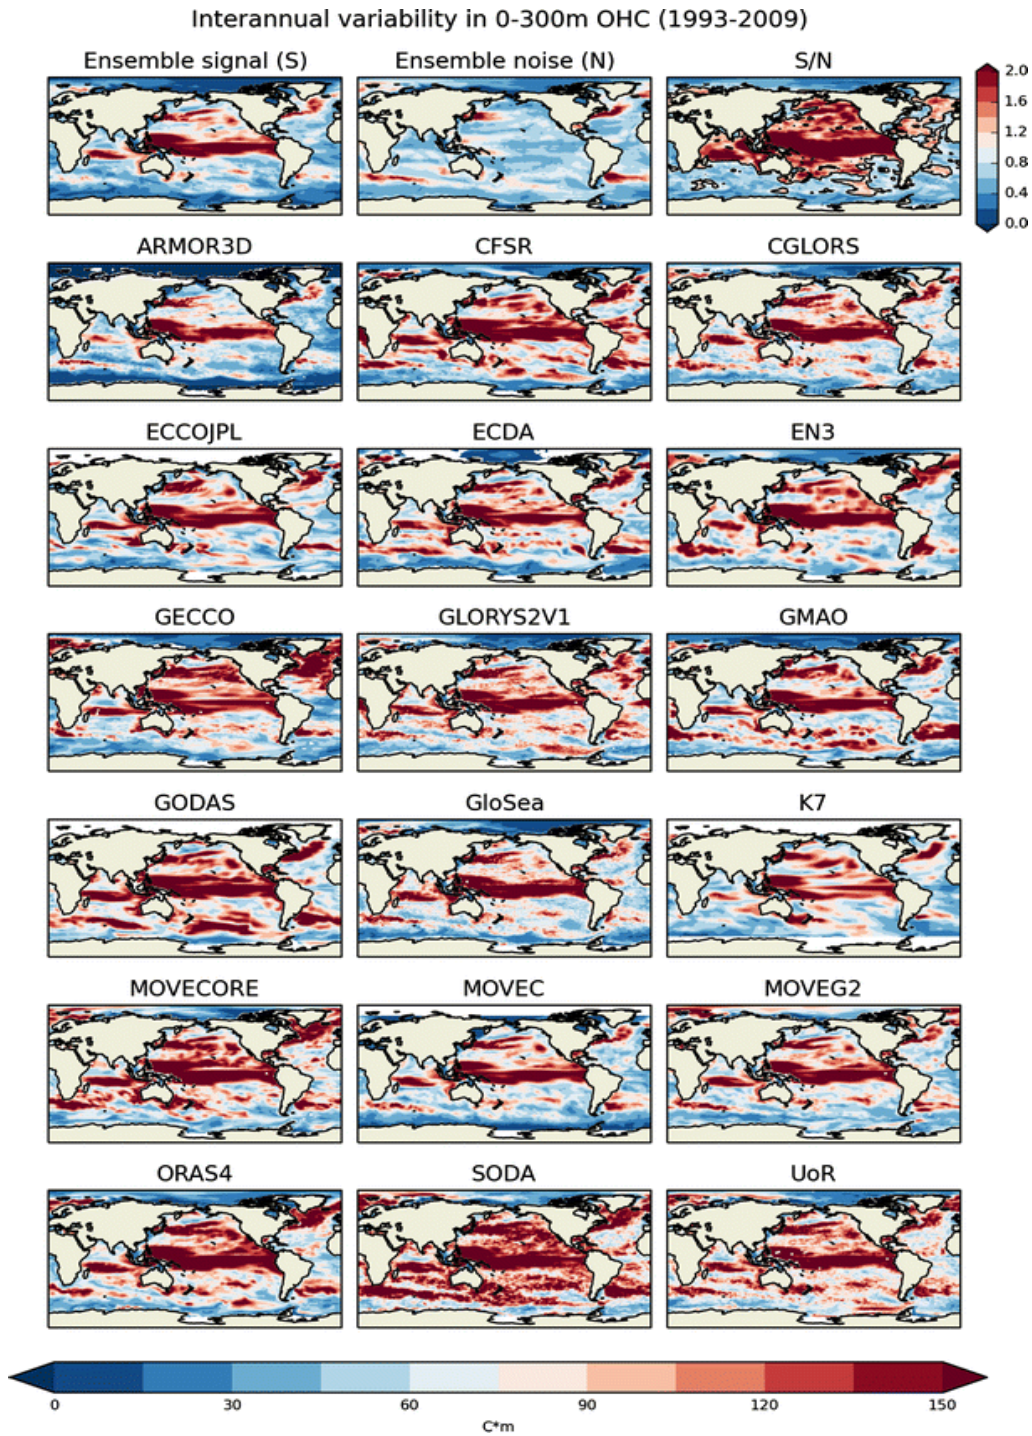 Interannual variability in 0-300m OHC (1993-2009)
Ensemble signal (S) Ensemble noise (N) S/N
2.0
1.6
1.2
0.8
0.4
0.0
ARMOR3D CFSR CGLORS
ECCOJPL ECDA EN3
GECCO GLORYS2V1 GMAO
GODAS GloSea K7
MOVECORE MOVEC MOVEG2
ORAS4 SODA UoR
0 30 60 90 120 150
C*m